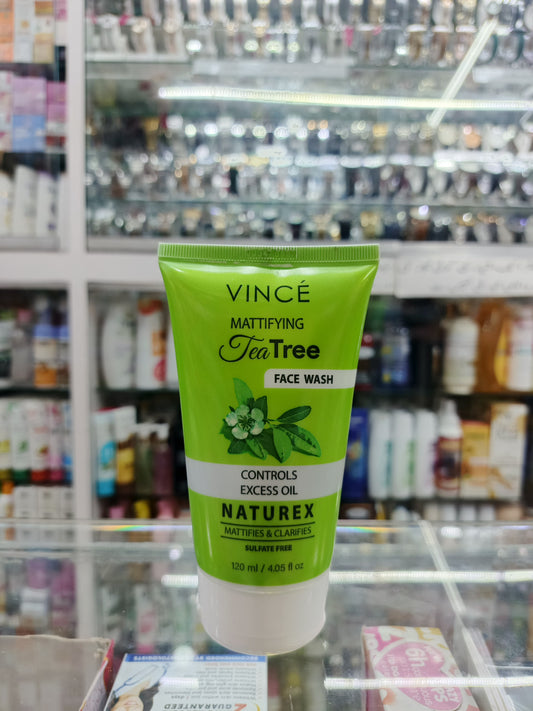 VINCÉ
MATTIFYING
Tea Tree
FACE WASH
CONTROLS
EXCESS OIL
NATUREX
MATTIFIES & CLARIFIES
SULFATE FREE
120 ml / 4.05 fl oz
GUARANTEE